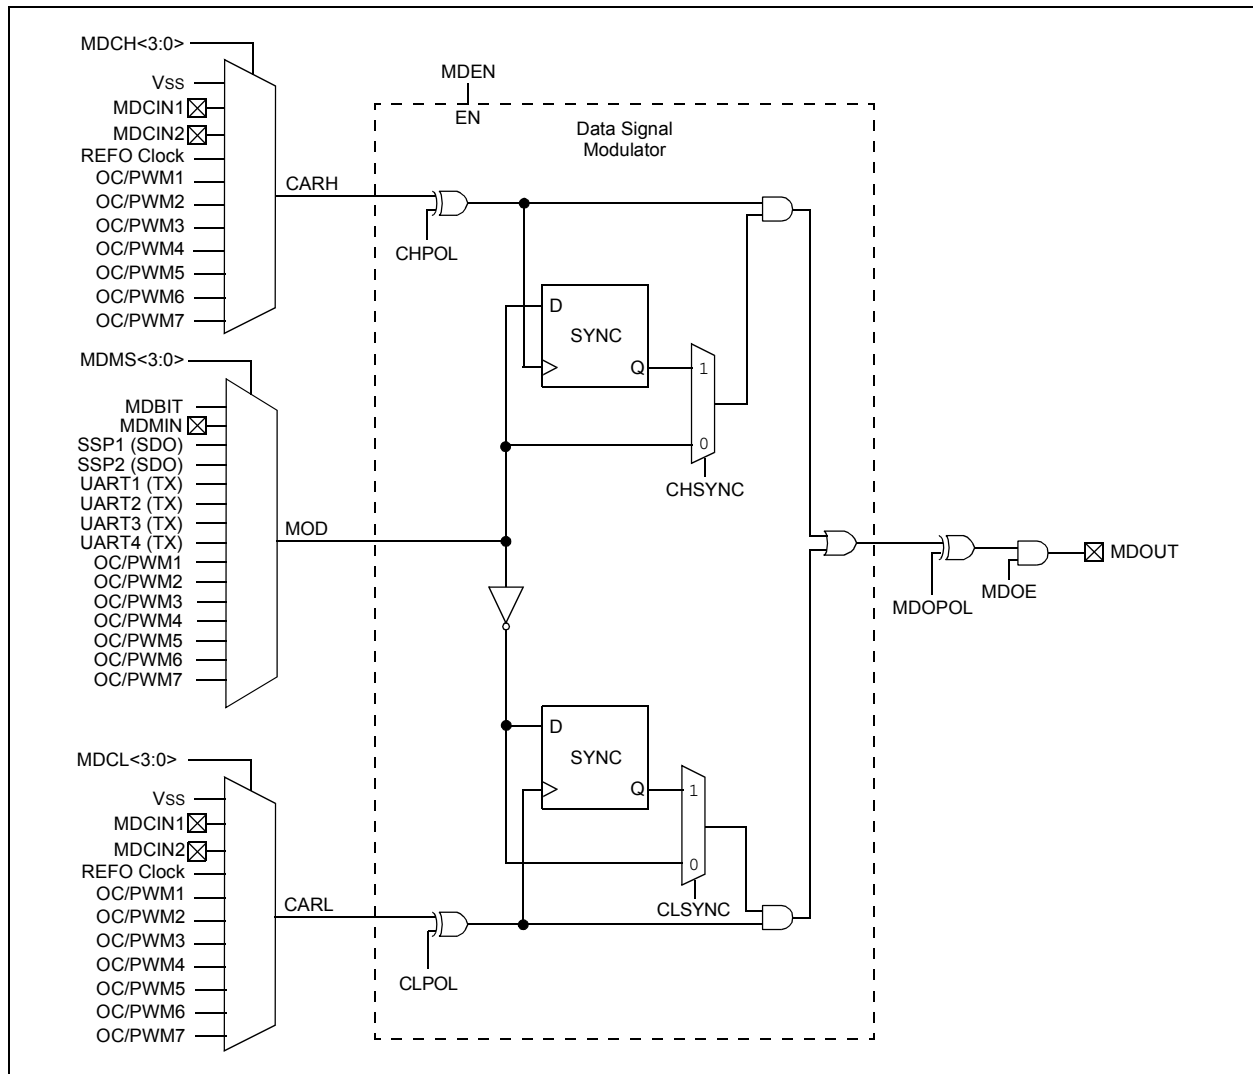 MDCH<3:0>
VSS
MDCIN1
MDCIN2
REFO Clock
OC/PWM1
OC/PWM2
OC/PWM3
OC/PWM4
OC/PWM5
OC/PWM6
OC/PWM7
CARH
MDEN
EN
Data Signal
Modulator
CHPOL
D
SYNC
Q
1
0
CHSYNC
MDMS<3:0>
MDBIT
MDMIN
SSP1 (SDO)
SSP2 (SDO)
UART1 (TX)
UART2 (TX)
UART3 (TX)
UART4 (TX)
OC/PWM1
OC/PWM2
OC/PWM3
OC/PWM4
OC/PWM5
OC/PWM6
OC/PWM7
MOD
MDOPOL
MDOE
MDOUT
D
SYNC
Q
1
0
CLSYNC
MDCL<3:0>
VSS
MDCIN1
MDCIN2
REFO Clock
OC/PWM1
OC/PWM2
OC/PWM3
OC/PWM4
OC/PWM5
OC/PWM6
OC/PWM7
CARL
CLPOL